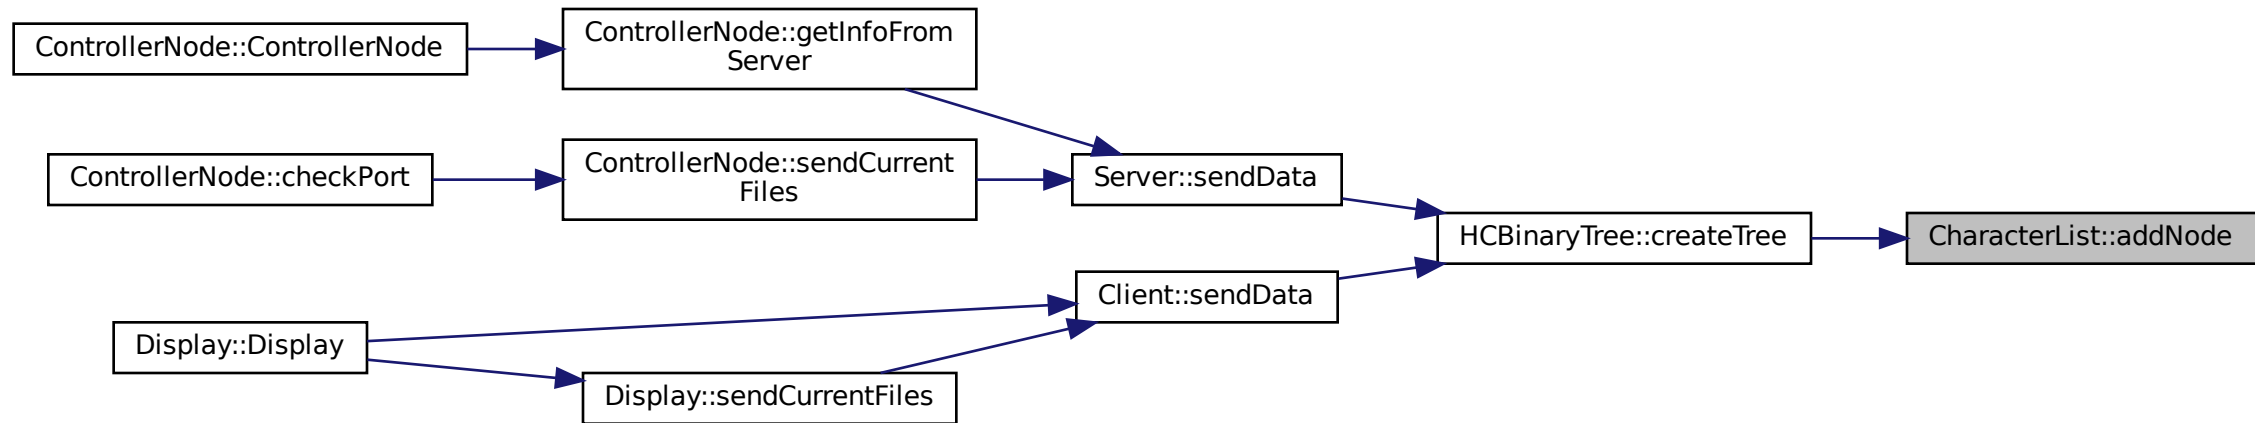 ControllerNode::ControllerNode
ControllerNode::getInfoFrom
Server
ControllerNode::checkPort
ControllerNode::sendCurrent
Files
Server::sendData
HCBinaryTree::createTree
CharacterList::addNode
Client::sendData
Display::Display
Display::sendCurrentFiles